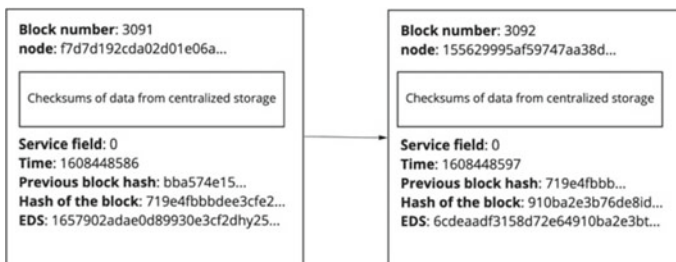 Block number: 3091
node: f7d7d192cda02d01e06a...
Checksums of data from centralized storage
Service field: 0
Time: 1608448586
Previous block hash: bba574e15...
Hash of the block: 719e4fbbbdee3cfe2...
EDS: 1657902adae0d89930e3cf2dhy25...
Block number: 3092
node: 155629995af59747aa38d...
Checksums of data from centralized storage
Service field: 0
Time: 1608448597
Previous block hash: 719e4fbbb...
Hash of the block: 910ba2e3b76de8id...
EDS: 6cdeaadf3158d72e64910ba2e3bt...